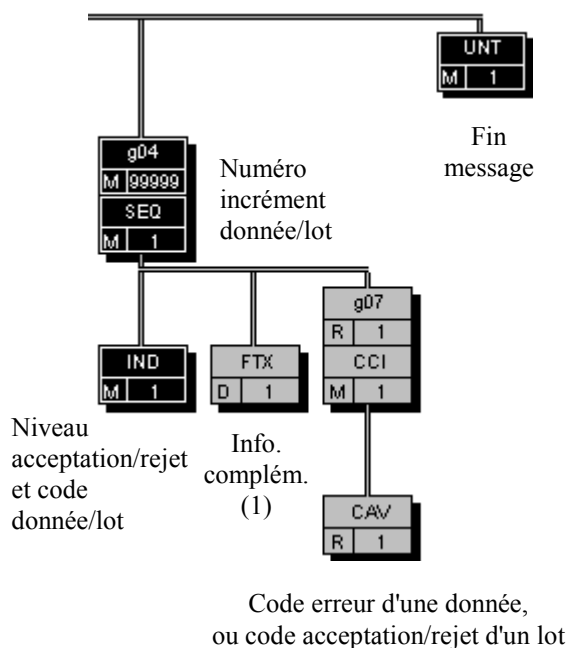 UNT
M 1
Fin
message
g04
M 99999
SEQ
M 1
Numéro
incrément
donnée/lot
IND
M 1
Niveau
acceptation/rejet
et code
donnée/lot
FTX
D 1
Info.
complém.
(1)
g07
R 1
CCI
M 1
CAV
R 1
Code erreur d'une donnée,
ou code acceptation/rejet d'un lot